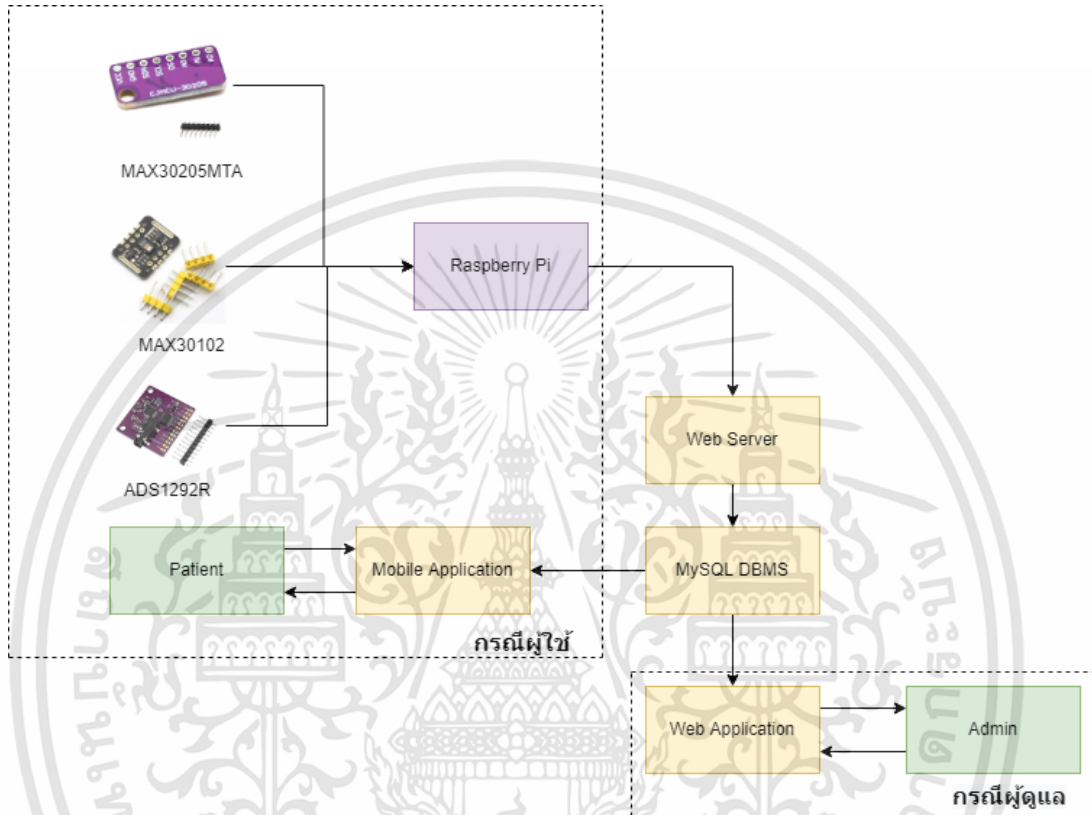 MAX30205MTA
MAX30102
ADS1292R
Raspberry Pi
Web Server
Patient
Mobile Application
MySQL DBMS
กรณีผู้ใช้
Web Application
Admin
กรณีผู้ดูแล